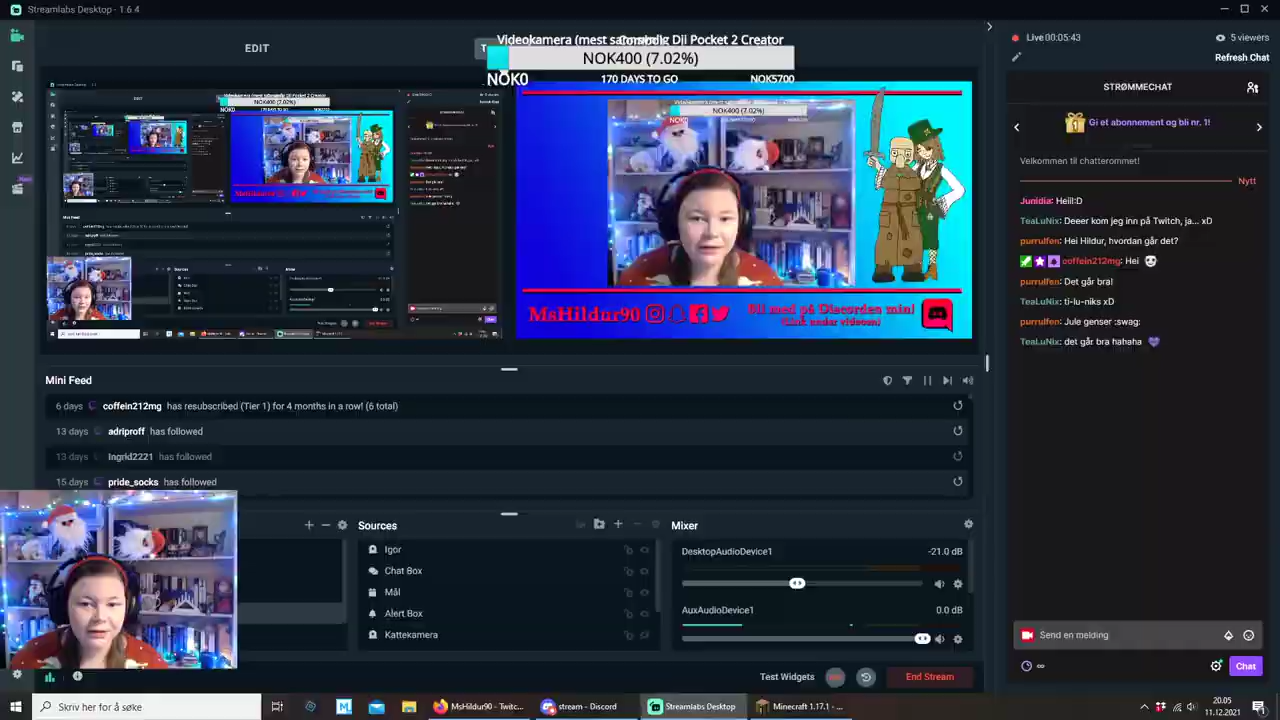 Streamlabs Desktop - 1.6.4
EDIT
Videokamera (mest sannsynlig Dji Pocket 2 Creator
NOK400 (7.02%)
NOK0
170 DAYS TO GO
NOK5700
NOK400 (7.02%)
MsHildur90
Bli med på Discorden min!
(Link under videoen)
Mini Feed
6 days coffein212mg has resubscribed (Tier 1) for 4 months in a row! (6 total)
13 days adriproff has followed
13 days Ingrid2221 has followed
15 days pride_socks has followed
Sources
Igor
Chat Box
Mål
Alert Box
Kattekamera
Mixer
DesktopAudioDevice1
-21.0 dB
AuxAudioDevice1
0.0 dB
Test Widgets
End Stream
Live 00:05:43
5 viewers
Refresh Chat
STRØMMECHAT
Gi et abonnement og bli nr. 1!
Velkommen til chatterommet!
Nytt
Junidia: Heiii:D
TeaLuNix: Deeer kom jeg inn på Twitch, ja... xD
purrulfen: Hei Hildur, hvordan går det?
coffein212mg: Hei
purrulfen: Det går bra!
TeaLuNix: ti-lu-niks xD
purrulfen: Jule genser :swag:
TeaLuNix: det går bra hahaha
Send en melding
∞
Chat
Skriv her for å søke
MsHildur90 - Twitc...
stream - Discord
Streamlabs Desktop
Minecraft 1.17.1 - ...
20.05
11.12.2021